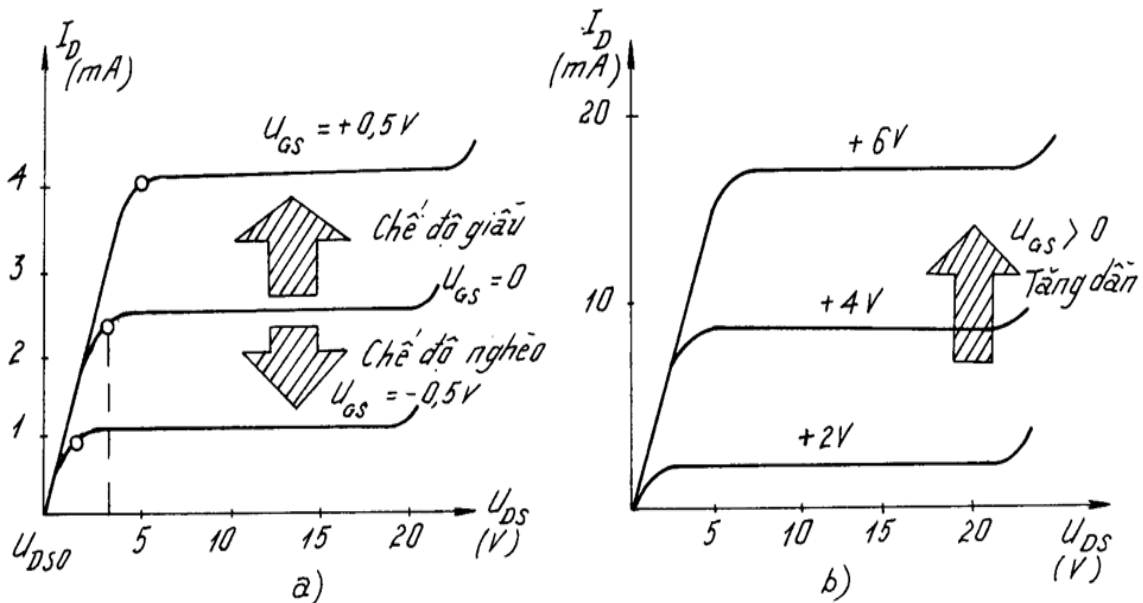 I_D
(mA)
U_GS = +0,5V
4
Chế độ giầu
3
U_GS = 0
2
Chế độ nghèo
U_GS = -0,5V
1
U_DS0
5
10
15
20
U_DS
(V)
a)
I_D
(mA)
20
+6V
U_GS > 0
Tăng dần
10
+4V
+2V
5
10
15
20
U_DS
(V)
b)